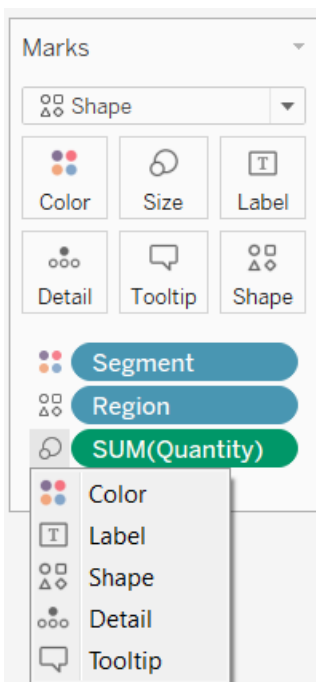 Marks
Shape
Color Size Label
Detail Tooltip Shape
Segment
Region
SUM(Quantity)
Color
T Label
Shape
Detail
Tooltip